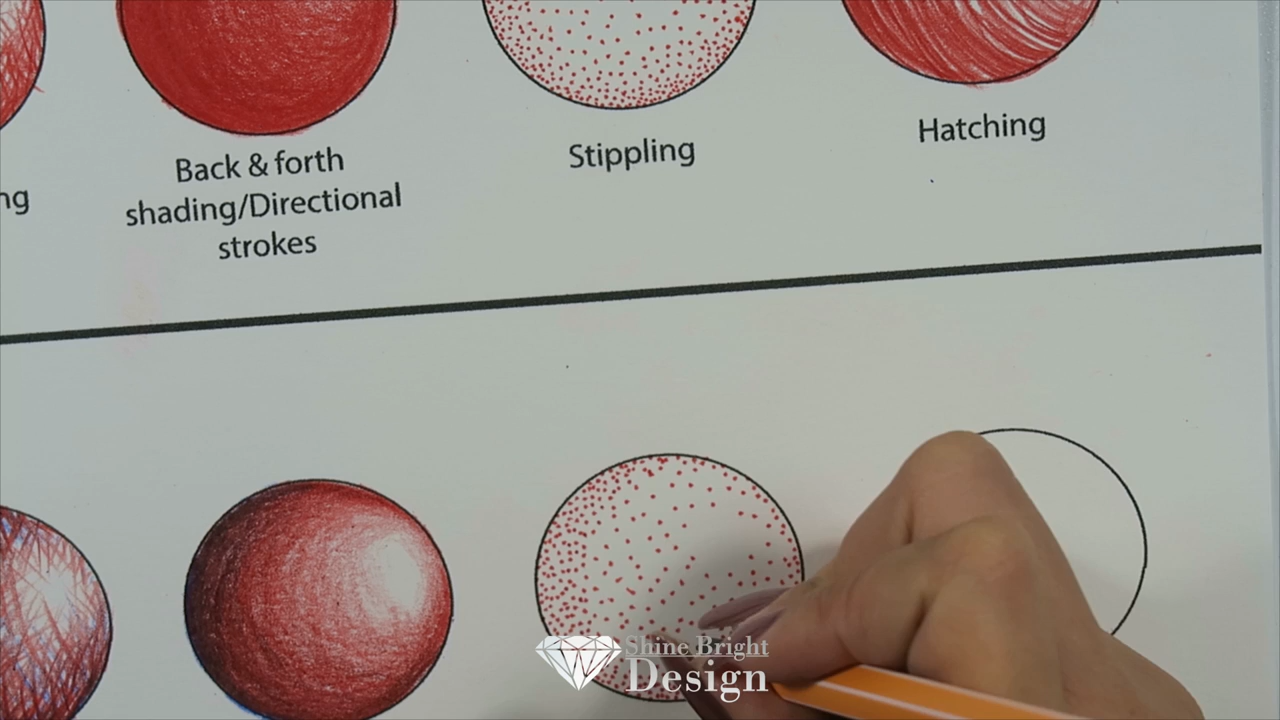 Back & forth
shading/Directional
strokes
Stippling
Hatching
ng
Shine Bright
Design